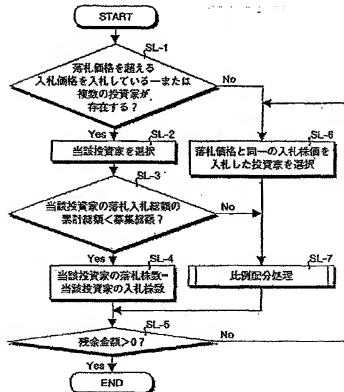 START
SL-1
落札価格を超える
入札価格を入札している一または
複数の投資家が
存在する？
No
Yes
SL-2
当該投資家を選択
SL-6
落札価格と同一の入札株価を
入札した投資家を選択
SL-3
当該投資家の落札入札総額の
累計総額<募集総額？
No
Yes
SL-4
当該投資家の落札株数=
当該投資家の入札株数
SL-7
比例配分処理
SL-5
残余金額>0？
No
Yes
END